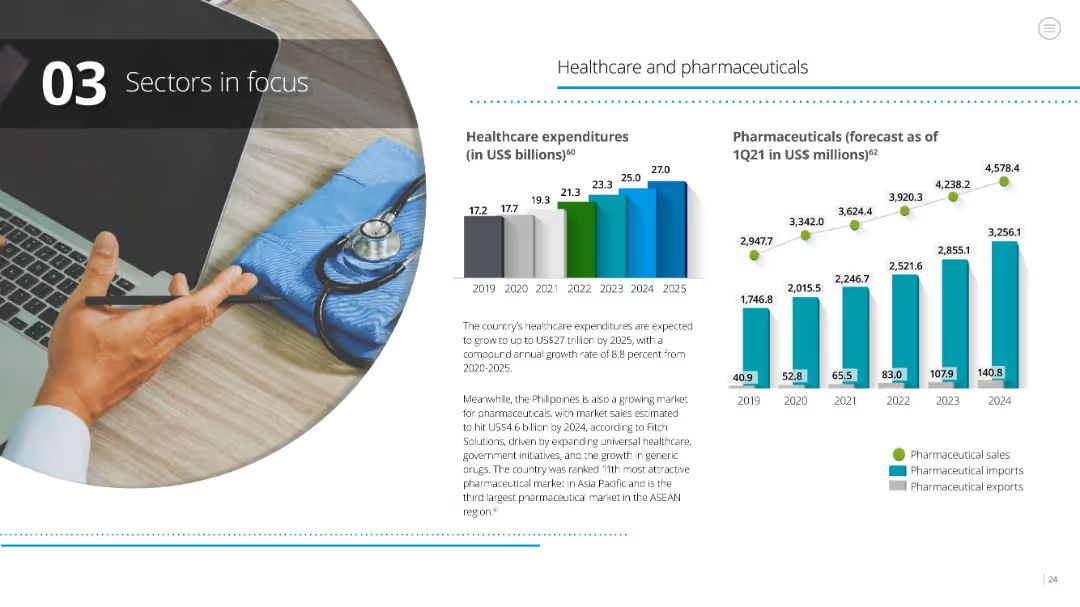 03 Sectors in focus
Healthcare and pharmaceuticals
Healthcare expenditures
(in US$ billions)60
17.2
17.7
19.3
21.3
23.3
25.0
27.0
2019 2020 2021 2022 2023 2024 2025
The country's healthcare expenditures are expected
to grow to up to US$27 trillion by 2025, with a
compound annual growth rate of 8.8 percent from
2020-2025.
Meanwhile, the Philippines is also a growing market
for pharmaceuticals, with market sales estimated
to hit US$4.6 billion by 2024, according to Fitch
Solutions, driven by expanding universal healthcare,
government initiatives, and the growth in generic
drugs. The country was ranked 11th most attractive
pharmaceutical market in Asia Pacific and is the
third largest pharmaceutical market in the ASEAN
region.61
Pharmaceuticals (forecast as of
1Q21 in US$ millions)62
2,947.7
3,342.0
3,624.4
3,920.3
4,238.2
4,578.4
1,746.8
2,015.5
2,246.7
2,521.6
2,855.1
3,256.1
40.9
52.8
65.5
83.0
107.9
140.8
2019 2020 2021 2022 2023 2024
Pharmaceutical sales
Pharmaceutical imports
Pharmaceutical exports
24